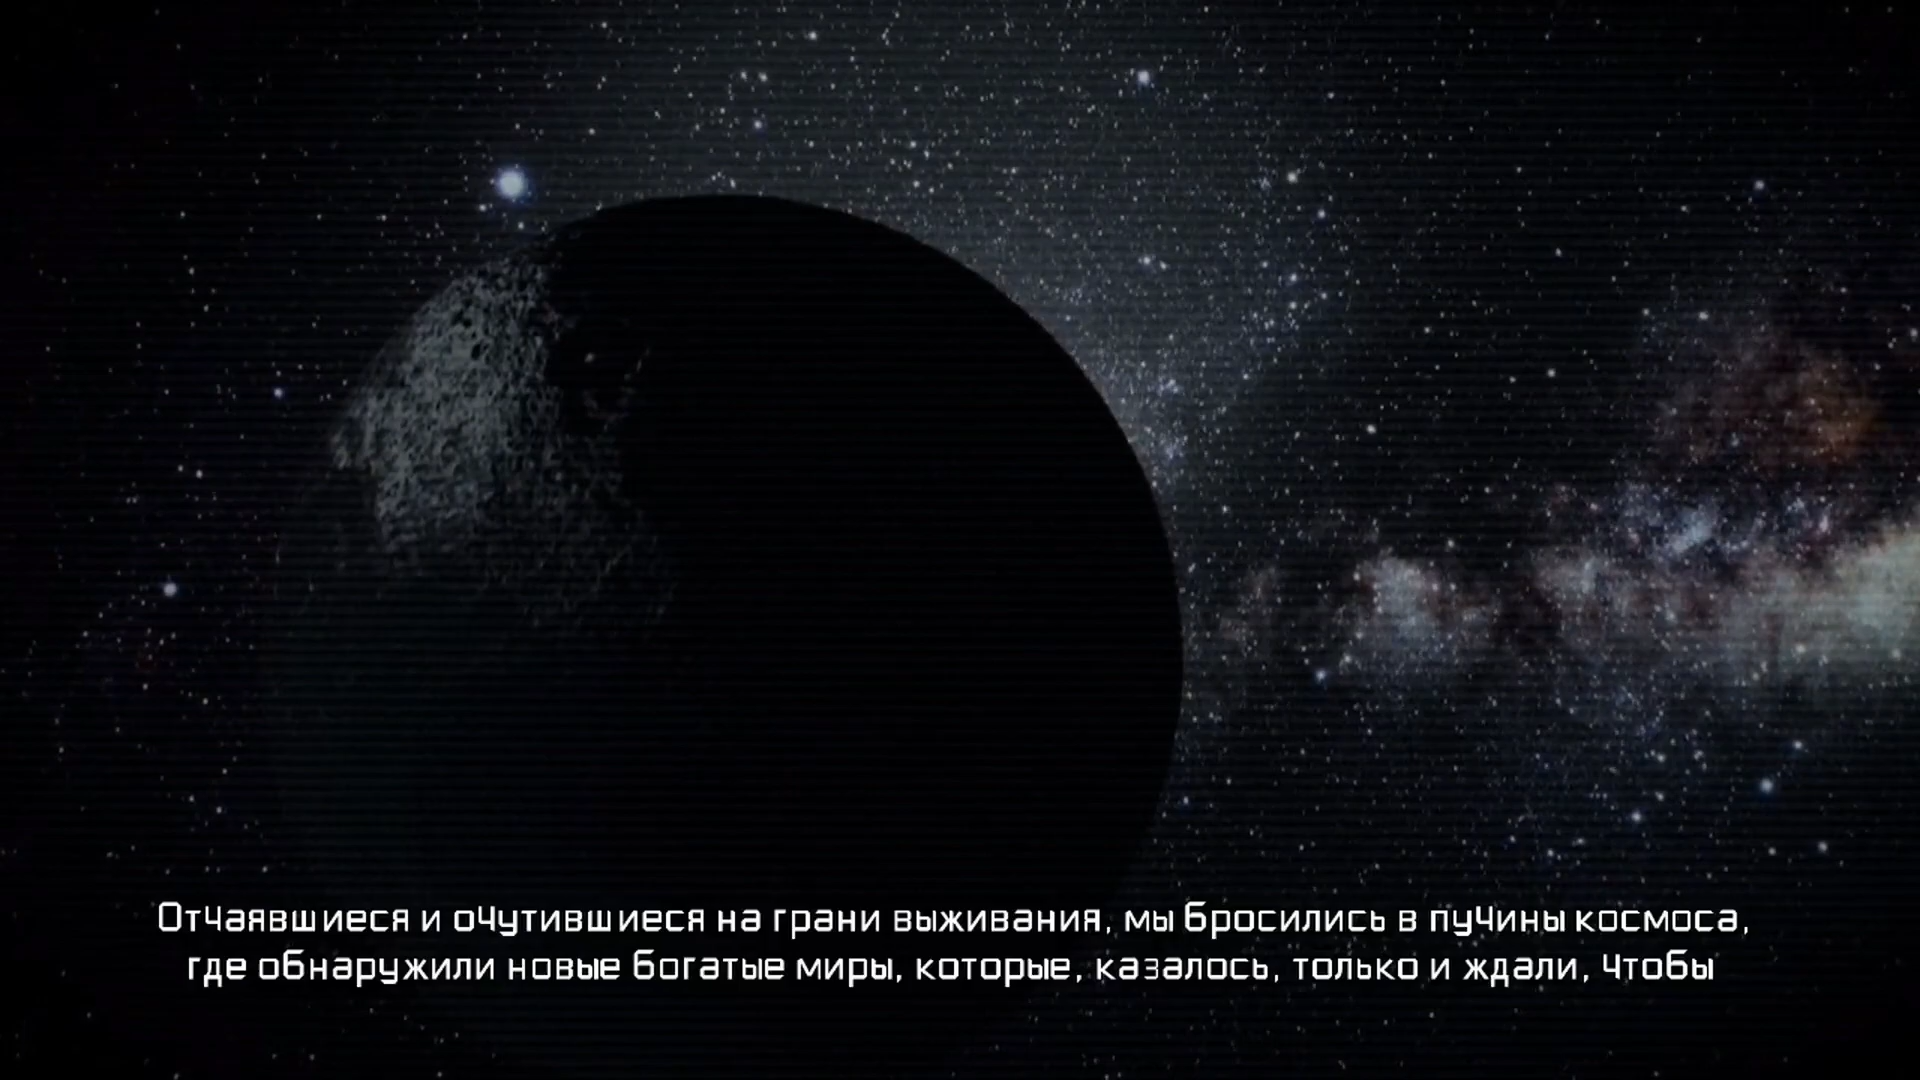 Отчаявшиеся и очутившиеся на грани выживания, мы бросились в пучины космоса,
где обнаружили новые богатые миры, которые, казалось, только и ждали, чтобы